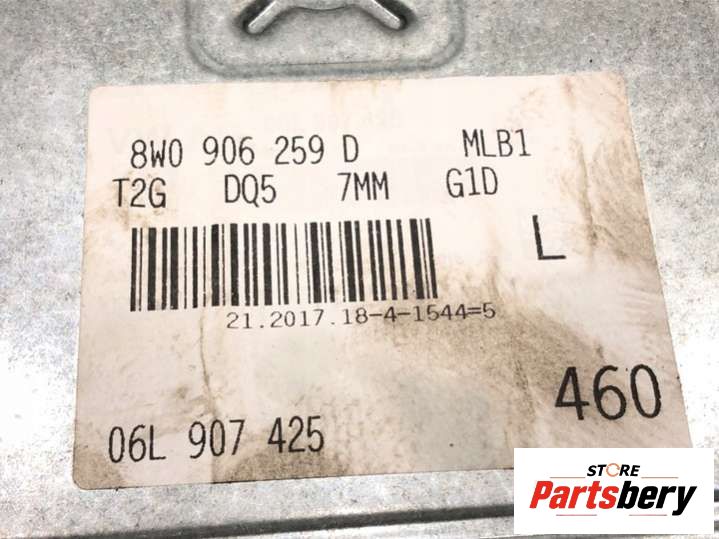 8W0 906 259 D MLB1
T2G DQ5 7MM G1D
L
21.2017.18-4-1544=5
460
06L 907 425
STORE
Partsbery